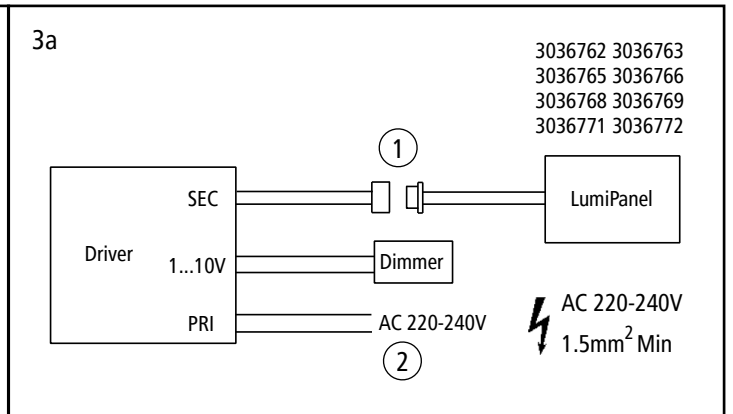 3a
3036762 3036763
3036765 3036766
3036768 3036769
3036771 3036772
1
SEC
LumiPanel
Driver
1...10V
Dimmer
PRI
AC 220-240V
2
AC 220-240V
1.5mm² Min